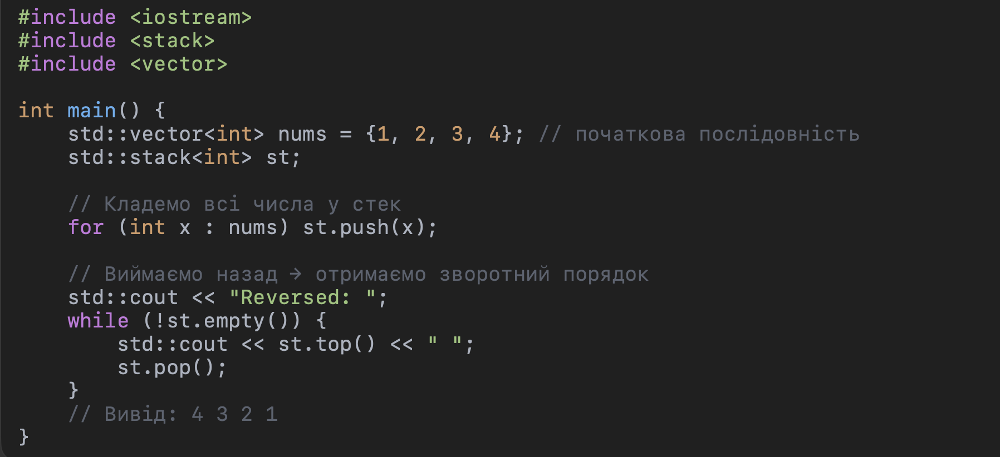 #include <iostream>
#include <stack>
#include <vector>
int main() {
std::vector<int> nums = {1, 2, 3, 4}; // початкова послідовність
std::stack<int> st;
// Кладемо всі числа у стек
for (int x : nums) st.push(x);
// Виймаємо назад → отримаємо зворотний порядок
std::cout << "Reversed: ";
while (!st.empty()) {
std::cout << st.top() << " ";
st.pop();
}
// Вивід: 4 3 2 1
}